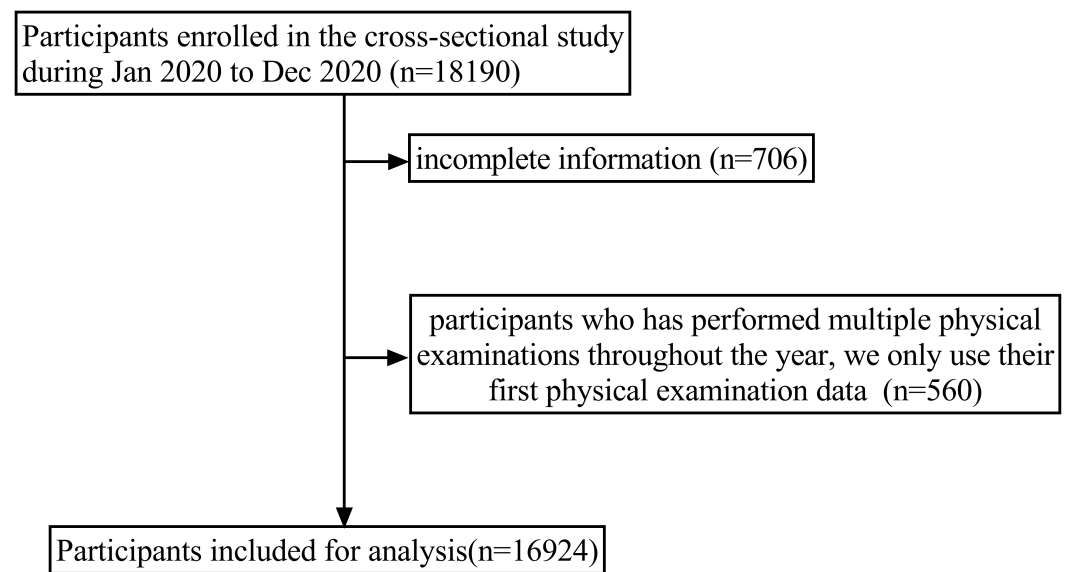 Participants enrolled in the cross-sectional study
during Jan 2020 to Dec 2020 (n=18190)
incomplete information (n=706)
participants who has performed multiple physical
examinations throughout the year, we only use their
first physical examination data (n=560)
Participants included for analysis(n=16924)